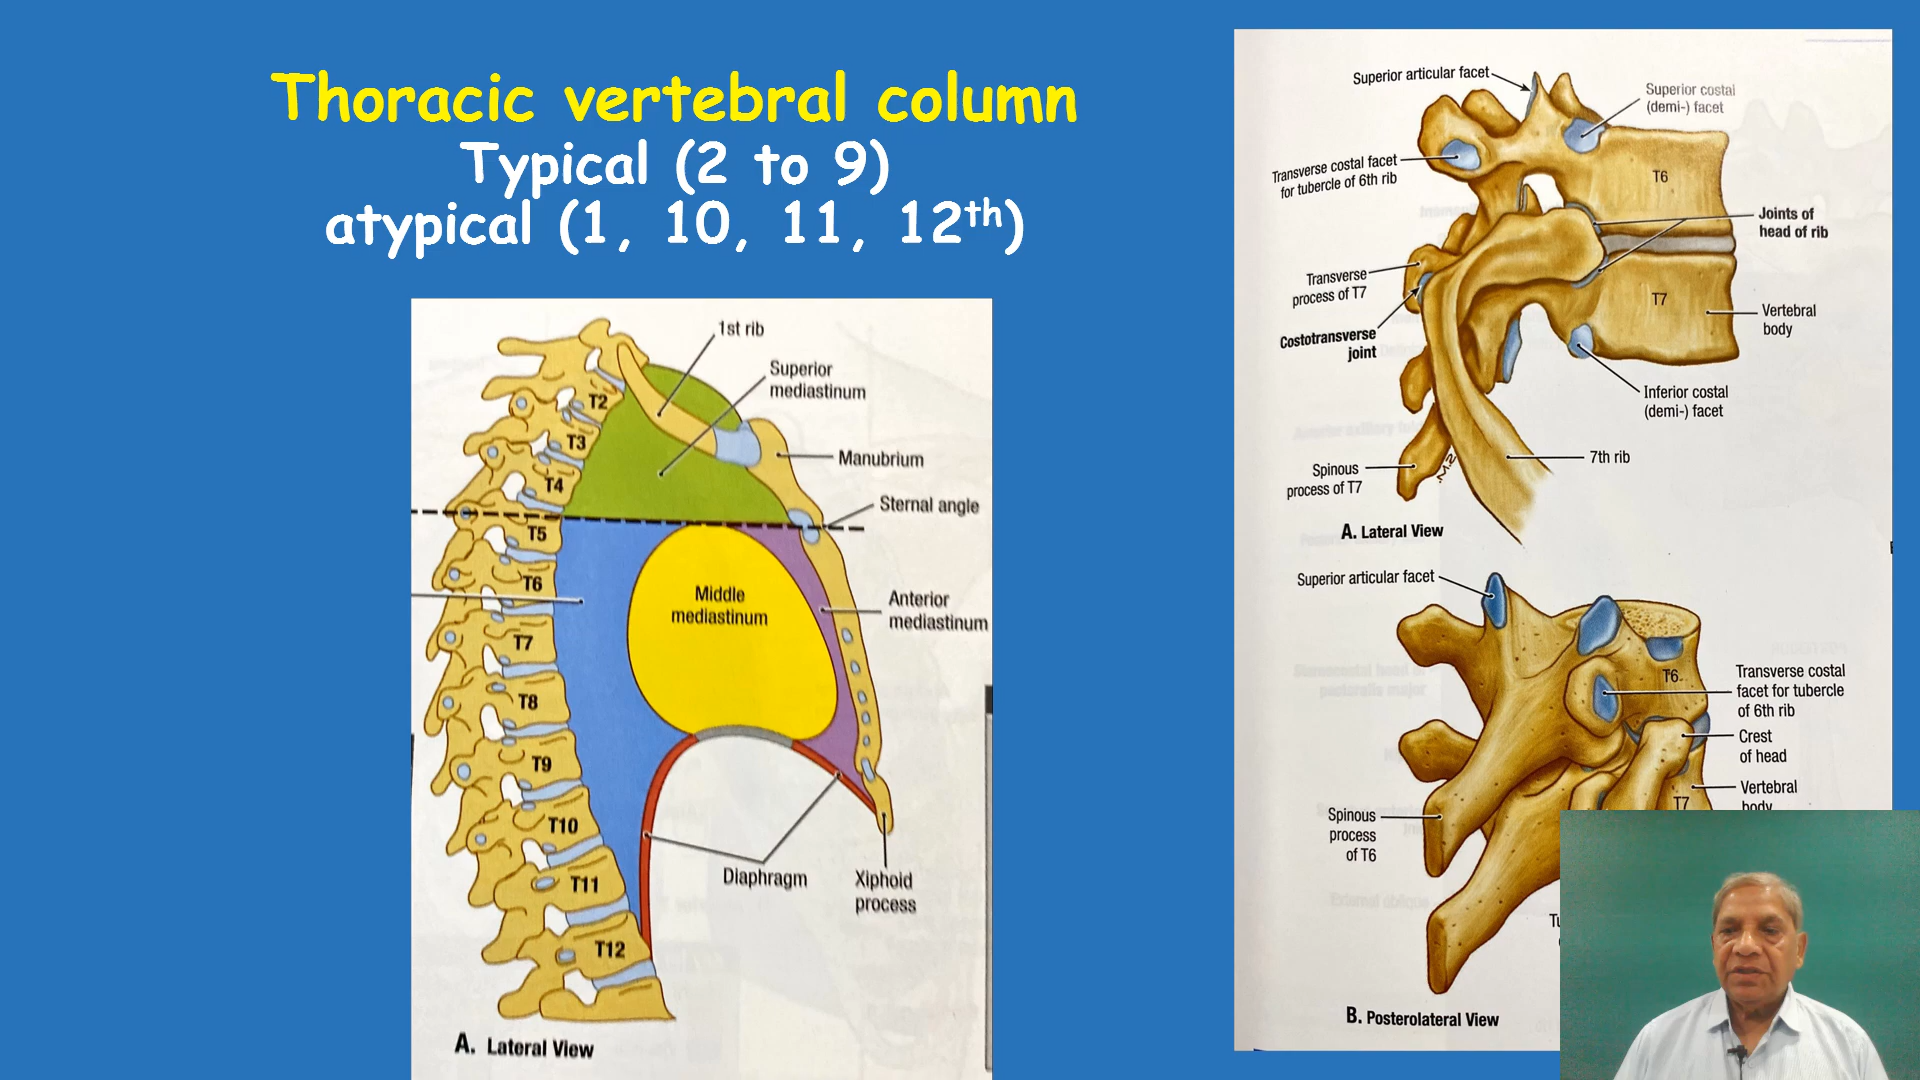 Thoracic vertebral column
Typical (2 to 9)
atypical (1, 10, 11, 12th)
1st rib
Superior
mediastinum
Manubrium
Sternal angle
T2
T3
T4
T5
T6
T7
T8
T9
T10
T11
T12
Middle
mediastinum
Anterior
mediastinum
Diaphragm
Xiphoid
process
A. Lateral View
Superior articular facet
Superior costal
(demi-) facet
Transverse costal facet
for tubercle of 6th rib
T6
Joints of
head of rib
Transverse
process of T7
T7
Vertebral
body
Costotransverse
joint
Inferior costal
(demi-) facet
7th rib
Spinous
process of T7
A. Lateral View
Superior articular facet
T6
Transverse costal
facet for tubercle
of 6th rib
Crest
of head
Vertebral
body
T7
Spinous
process
of T6
B. Posterolateral View